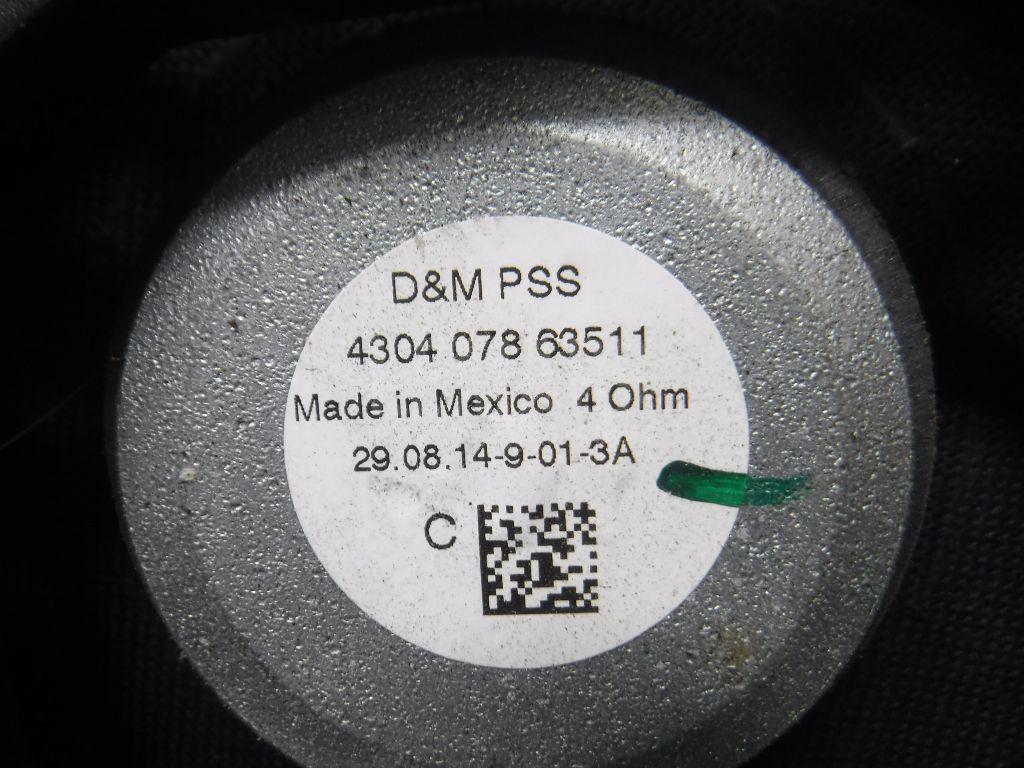 D&M PSS
4304 078 63511
Made in Mexico 4 Ohm
29.08.14-9-01-3A
C